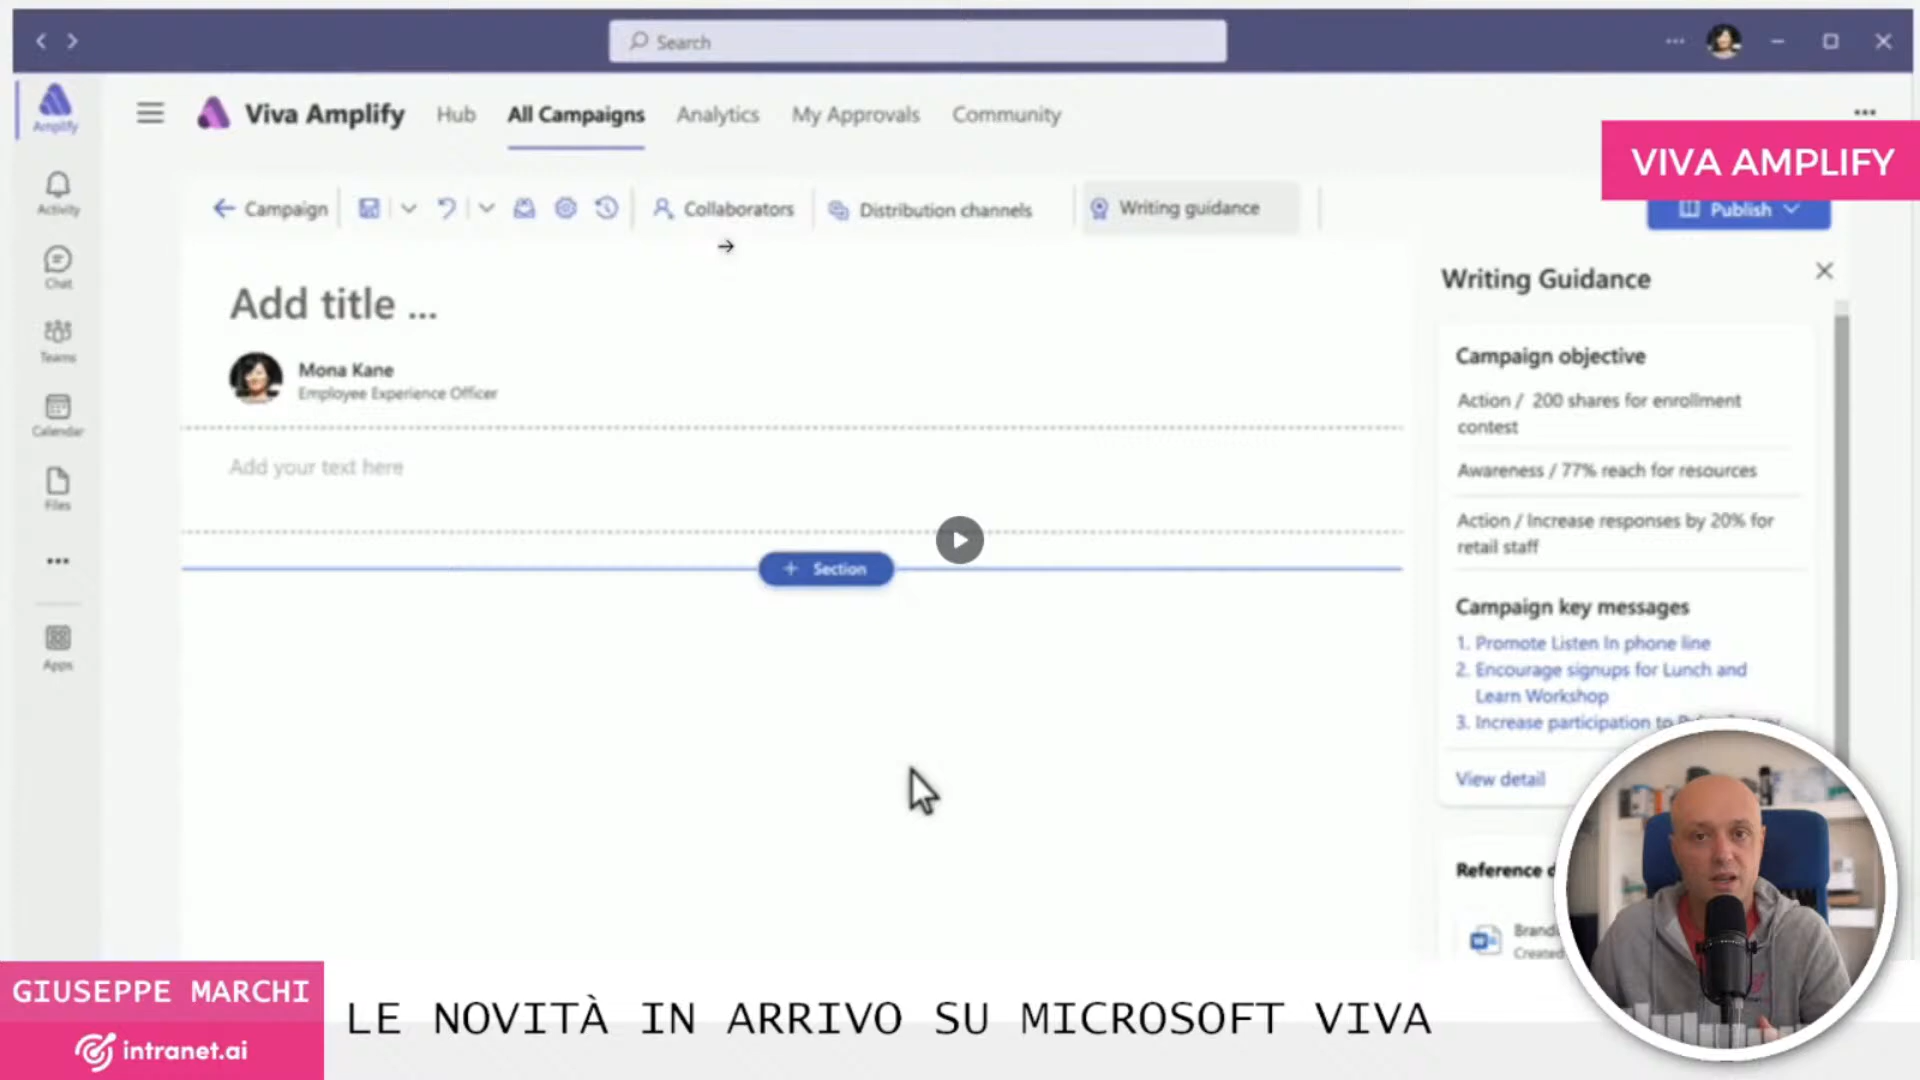 Search
Amplify
Viva Amplify
Hub
All Campaigns
Analytics
My Approvals
Community
VIVA AMPLIFY
Activity
Chat
Teams
Calendar
Files
Apps
Campaign
Collaborators
Distribution channels
Writing guidance
Publish
Add title ...
Mona Kane
Employee Experience Officer
Add your text here
+ Section
Writing Guidance
Campaign objective
Action / 200 shares for enrollment
contest
Awareness / 77% reach for resources
Action / Increase responses by 20% for
retail staff
Campaign key messages
1. Promote Listen In phone line
2. Encourage signups for Lunch and
Learn Workshop
3. Increase participation to
View detail
Reference
Created
GIUSEPPE MARCHI
intranet.ai
LE NOVITÀ IN ARRIVO SU MICROSOFT VIVA